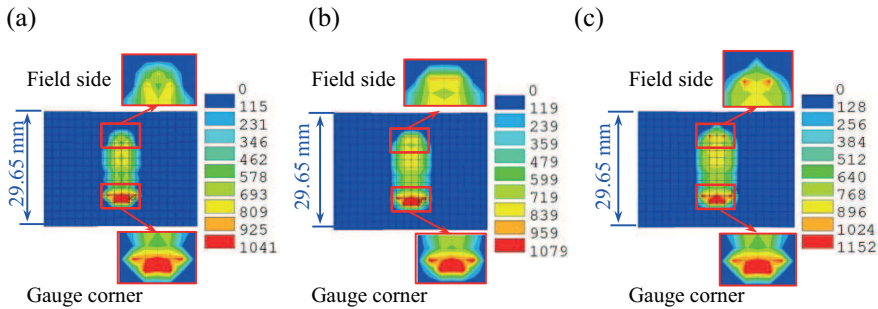 (a)
Field side
29.65 mm
Gauge corner
0
115
231
346
462
578
693
809
925
1041
(b)
Field side
29.65 mm
Gauge corner
0
119
239
359
479
599
719
839
959
1079
(c)
Field side
29.65 mm
Gauge corner
0
128
256
384
512
640
768
896
1024
1152